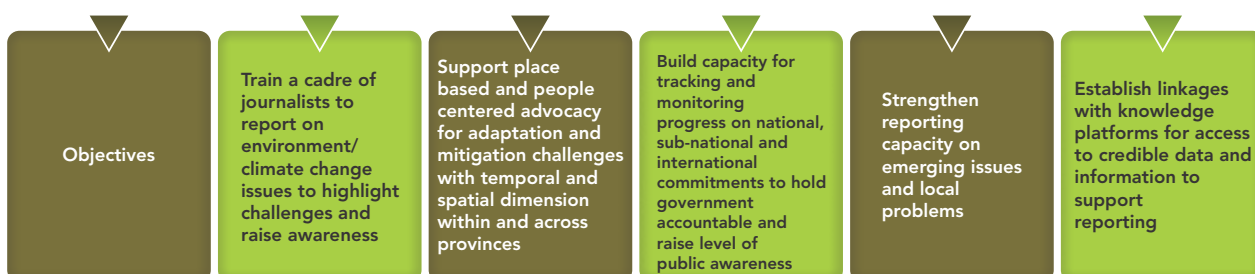 Objectives
Train a cadre of
journalists to
report on
environment/
climate change
issues to highlight
challenges and
raise awareness
Support place
based and people
centered advocacy
for adaptation and
mitigation challenges
with temporal and
spatial dimension
within and across
provinces
Build capacity for
tracking and
monitoring
progress on national,
sub-national and
international
commitments to hold
government
accountable and
raise level of
public awareness
Strengthen
reporting
capacity on
emerging issues
and local
problems
Establish linkages
with knowledge
platforms for access
to credible data and
information to
support
reporting